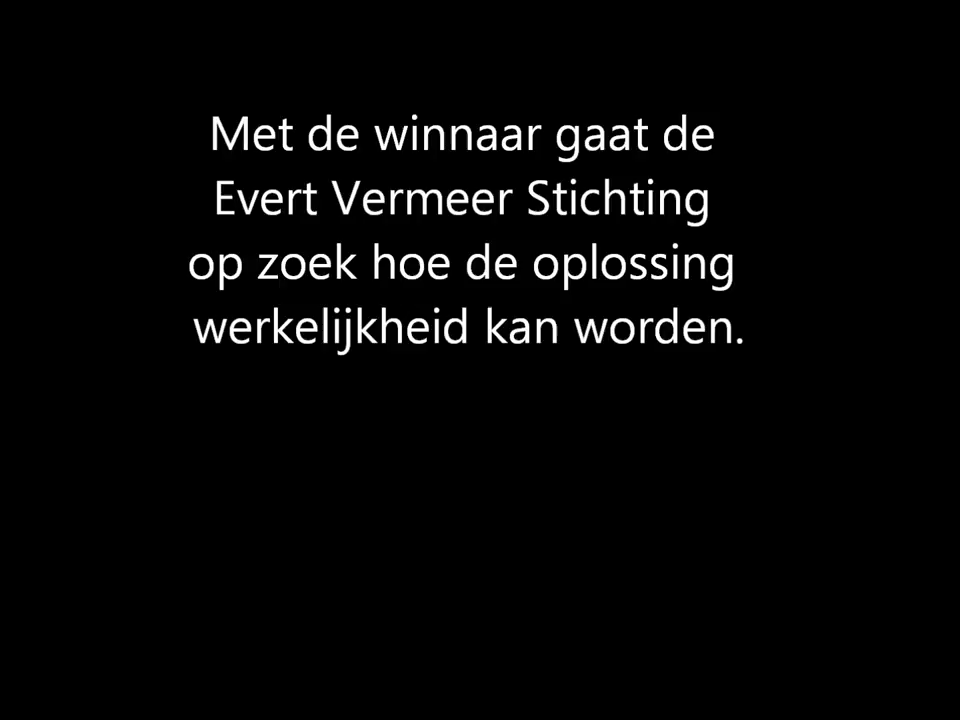 Met de winnaar gaat de
Evert Vermeer Stichting
op zoek hoe de oplossing
werkelijkheid kan worden.